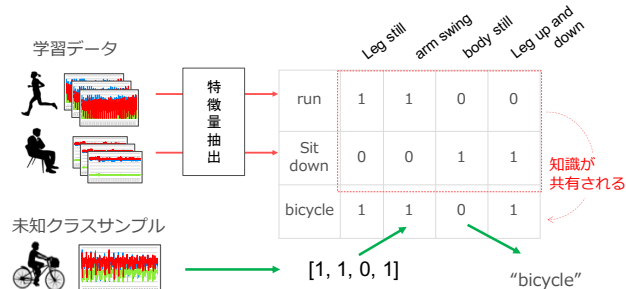 学習データ
特徴量抽出
Leg still
arm swing
body still
Leg up and
down
run 1 1 0 0
Sit
down 0 0 1 1
bicycle 1 1 0 1
知識が
共有される
未知クラスサンプル
[1, 1, 0, 1]
“bicycle”